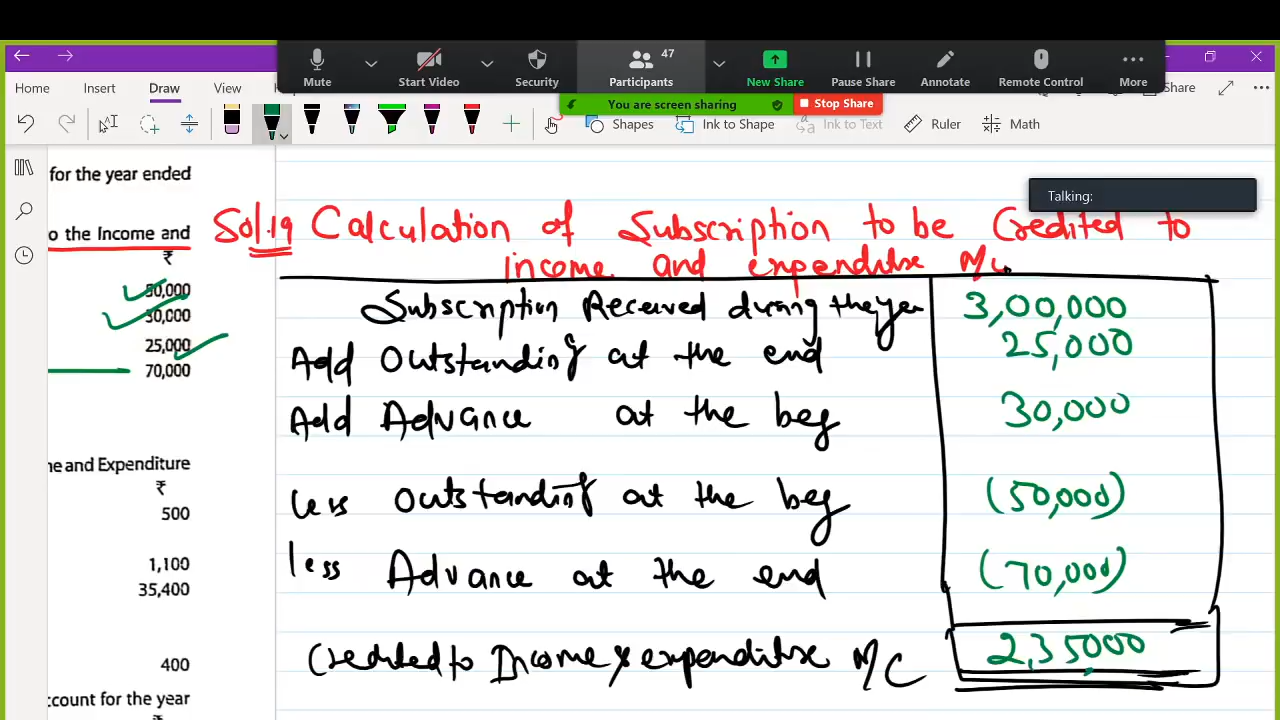 47
Mute
Start Video
Security
Participants
New Share
Pause Share
Annotate
Remote Control
More
You are screen sharing
Stop Share
Home
Insert
Draw
View
Share
Shapes
Ink to Shape
Ink to Text
Ruler
Math
Talking:
for the year ended
o the Income and
₹
50,000
30,000
25,000
70,000
ne and Expenditure
₹
500
1,100
35,400
400
ccount for the year
Sol.19 Calculation of Subscription to be Credited to
income and expenditure A/c
Subscription Received during the year 3,00,000
Add Outstanding at the end 25,000
Add Advance at the beg 30,000
less Outstanding at the beg (50,000)
less Advance at the end (70,000)
Credited to Income & expenditure A/C 2,35000